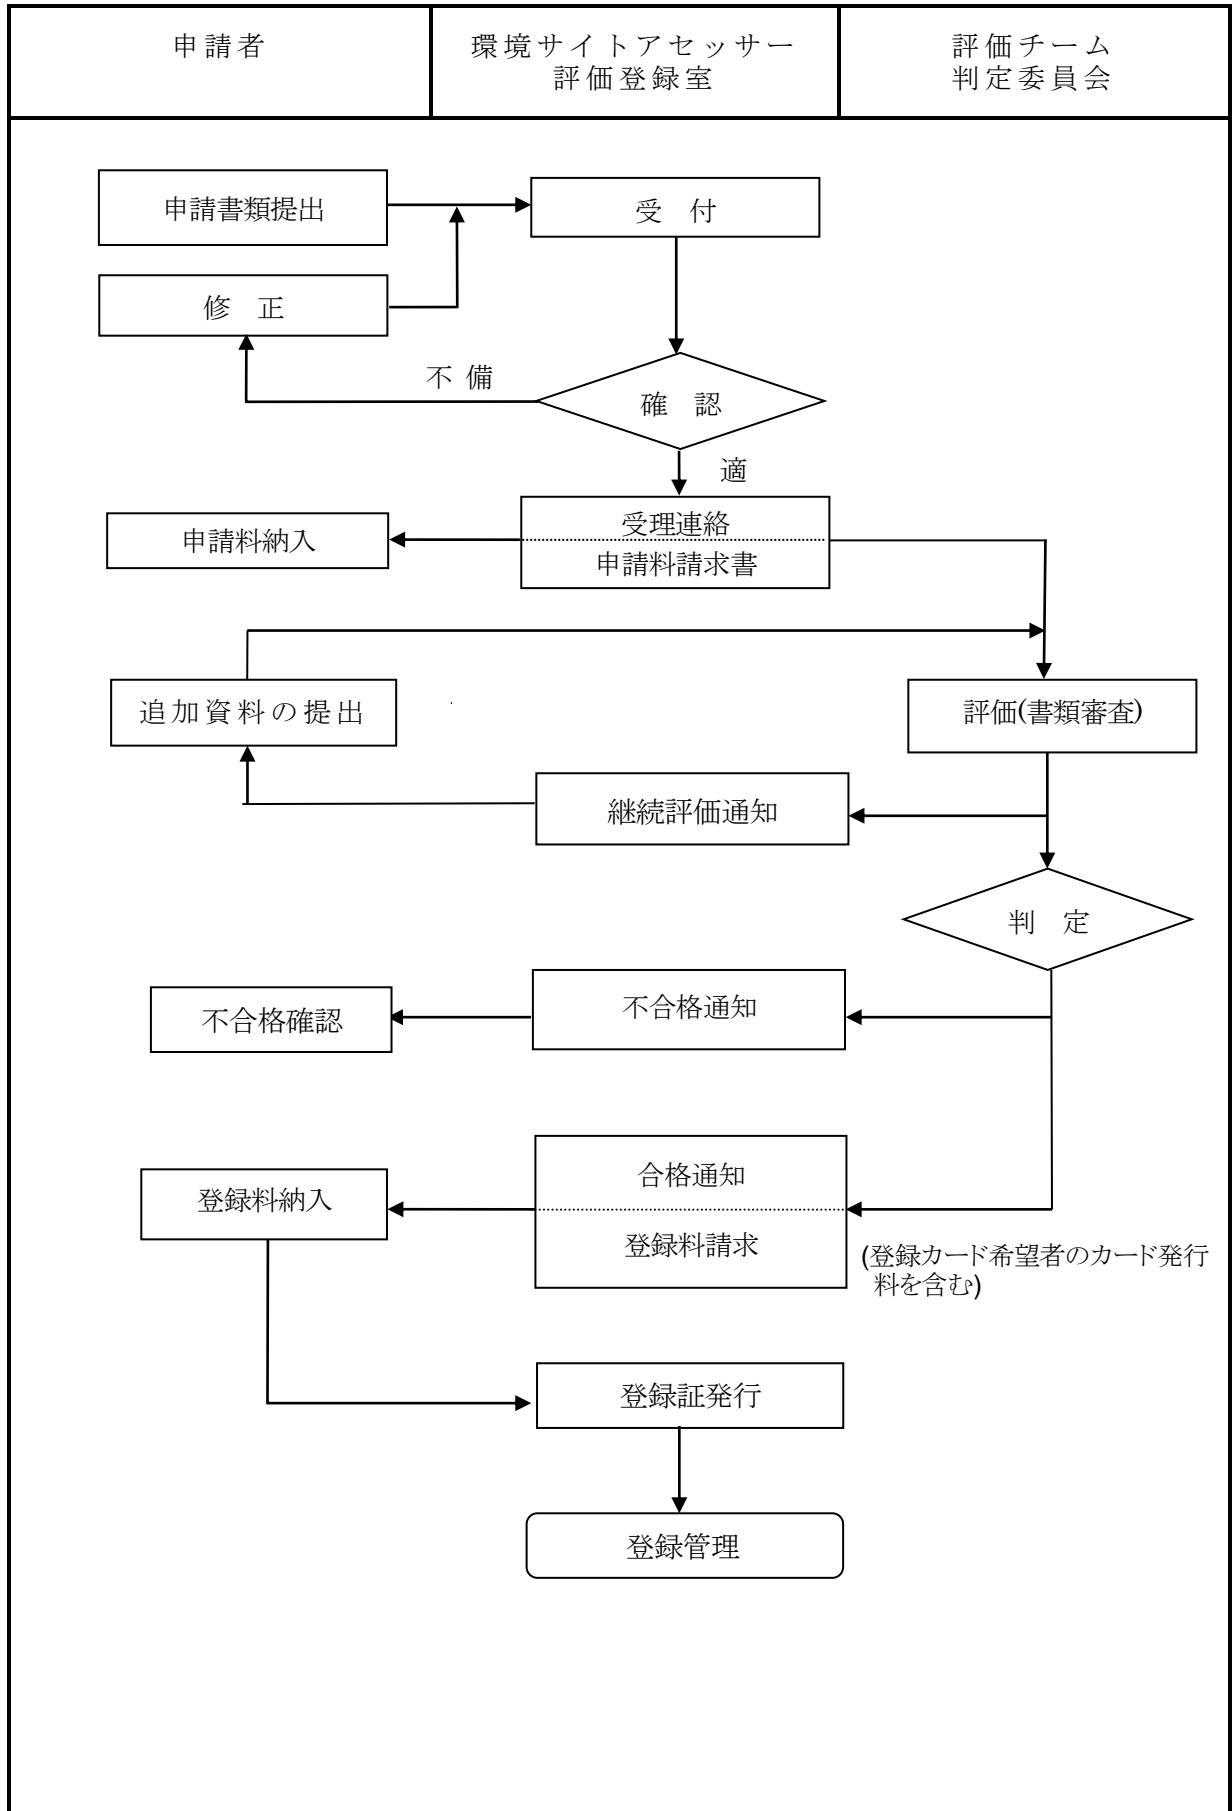 申請者
環境サイトアセッサー
評価登録室
評価チーム
判定委員会
申請書類提出
受 付
修 正
不 備
確 認
適
受理連絡
申請料請求書
申請料納入
追加資料の提出
評価(書類審査)
継続評価通知
判 定
不合格確認
不合格通知
合格通知
登録料請求
登録料納入
(登録カード希望者のカード発行
料を含む)
登録証発行
登録管理